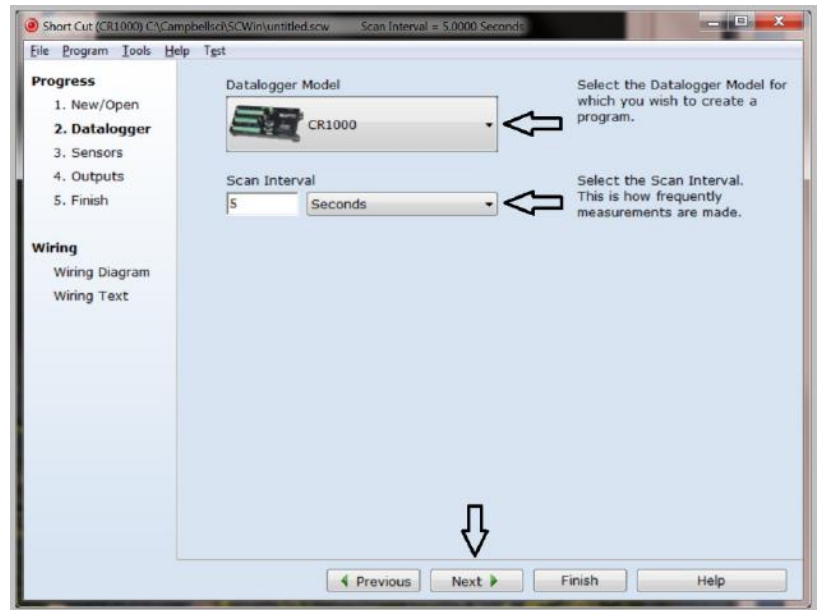 Short Cut (CR1000) C:\Campbellsci\SCWin\untitled.scw Scan Interval = 5.0000 Seconds
File Program Tools Help Test
Progress
1. New/Open
2. Datalogger
3. Sensors
4. Outputs
5. Finish
Wiring
Wiring Diagram
Wiring Text
Datalogger Model
CR1000
Select the Datalogger Model for
which you wish to create a
program.
Scan Interval
5 Seconds
Select the Scan Interval.
This is how frequently
measurements are made.
Previous Next Finish Help